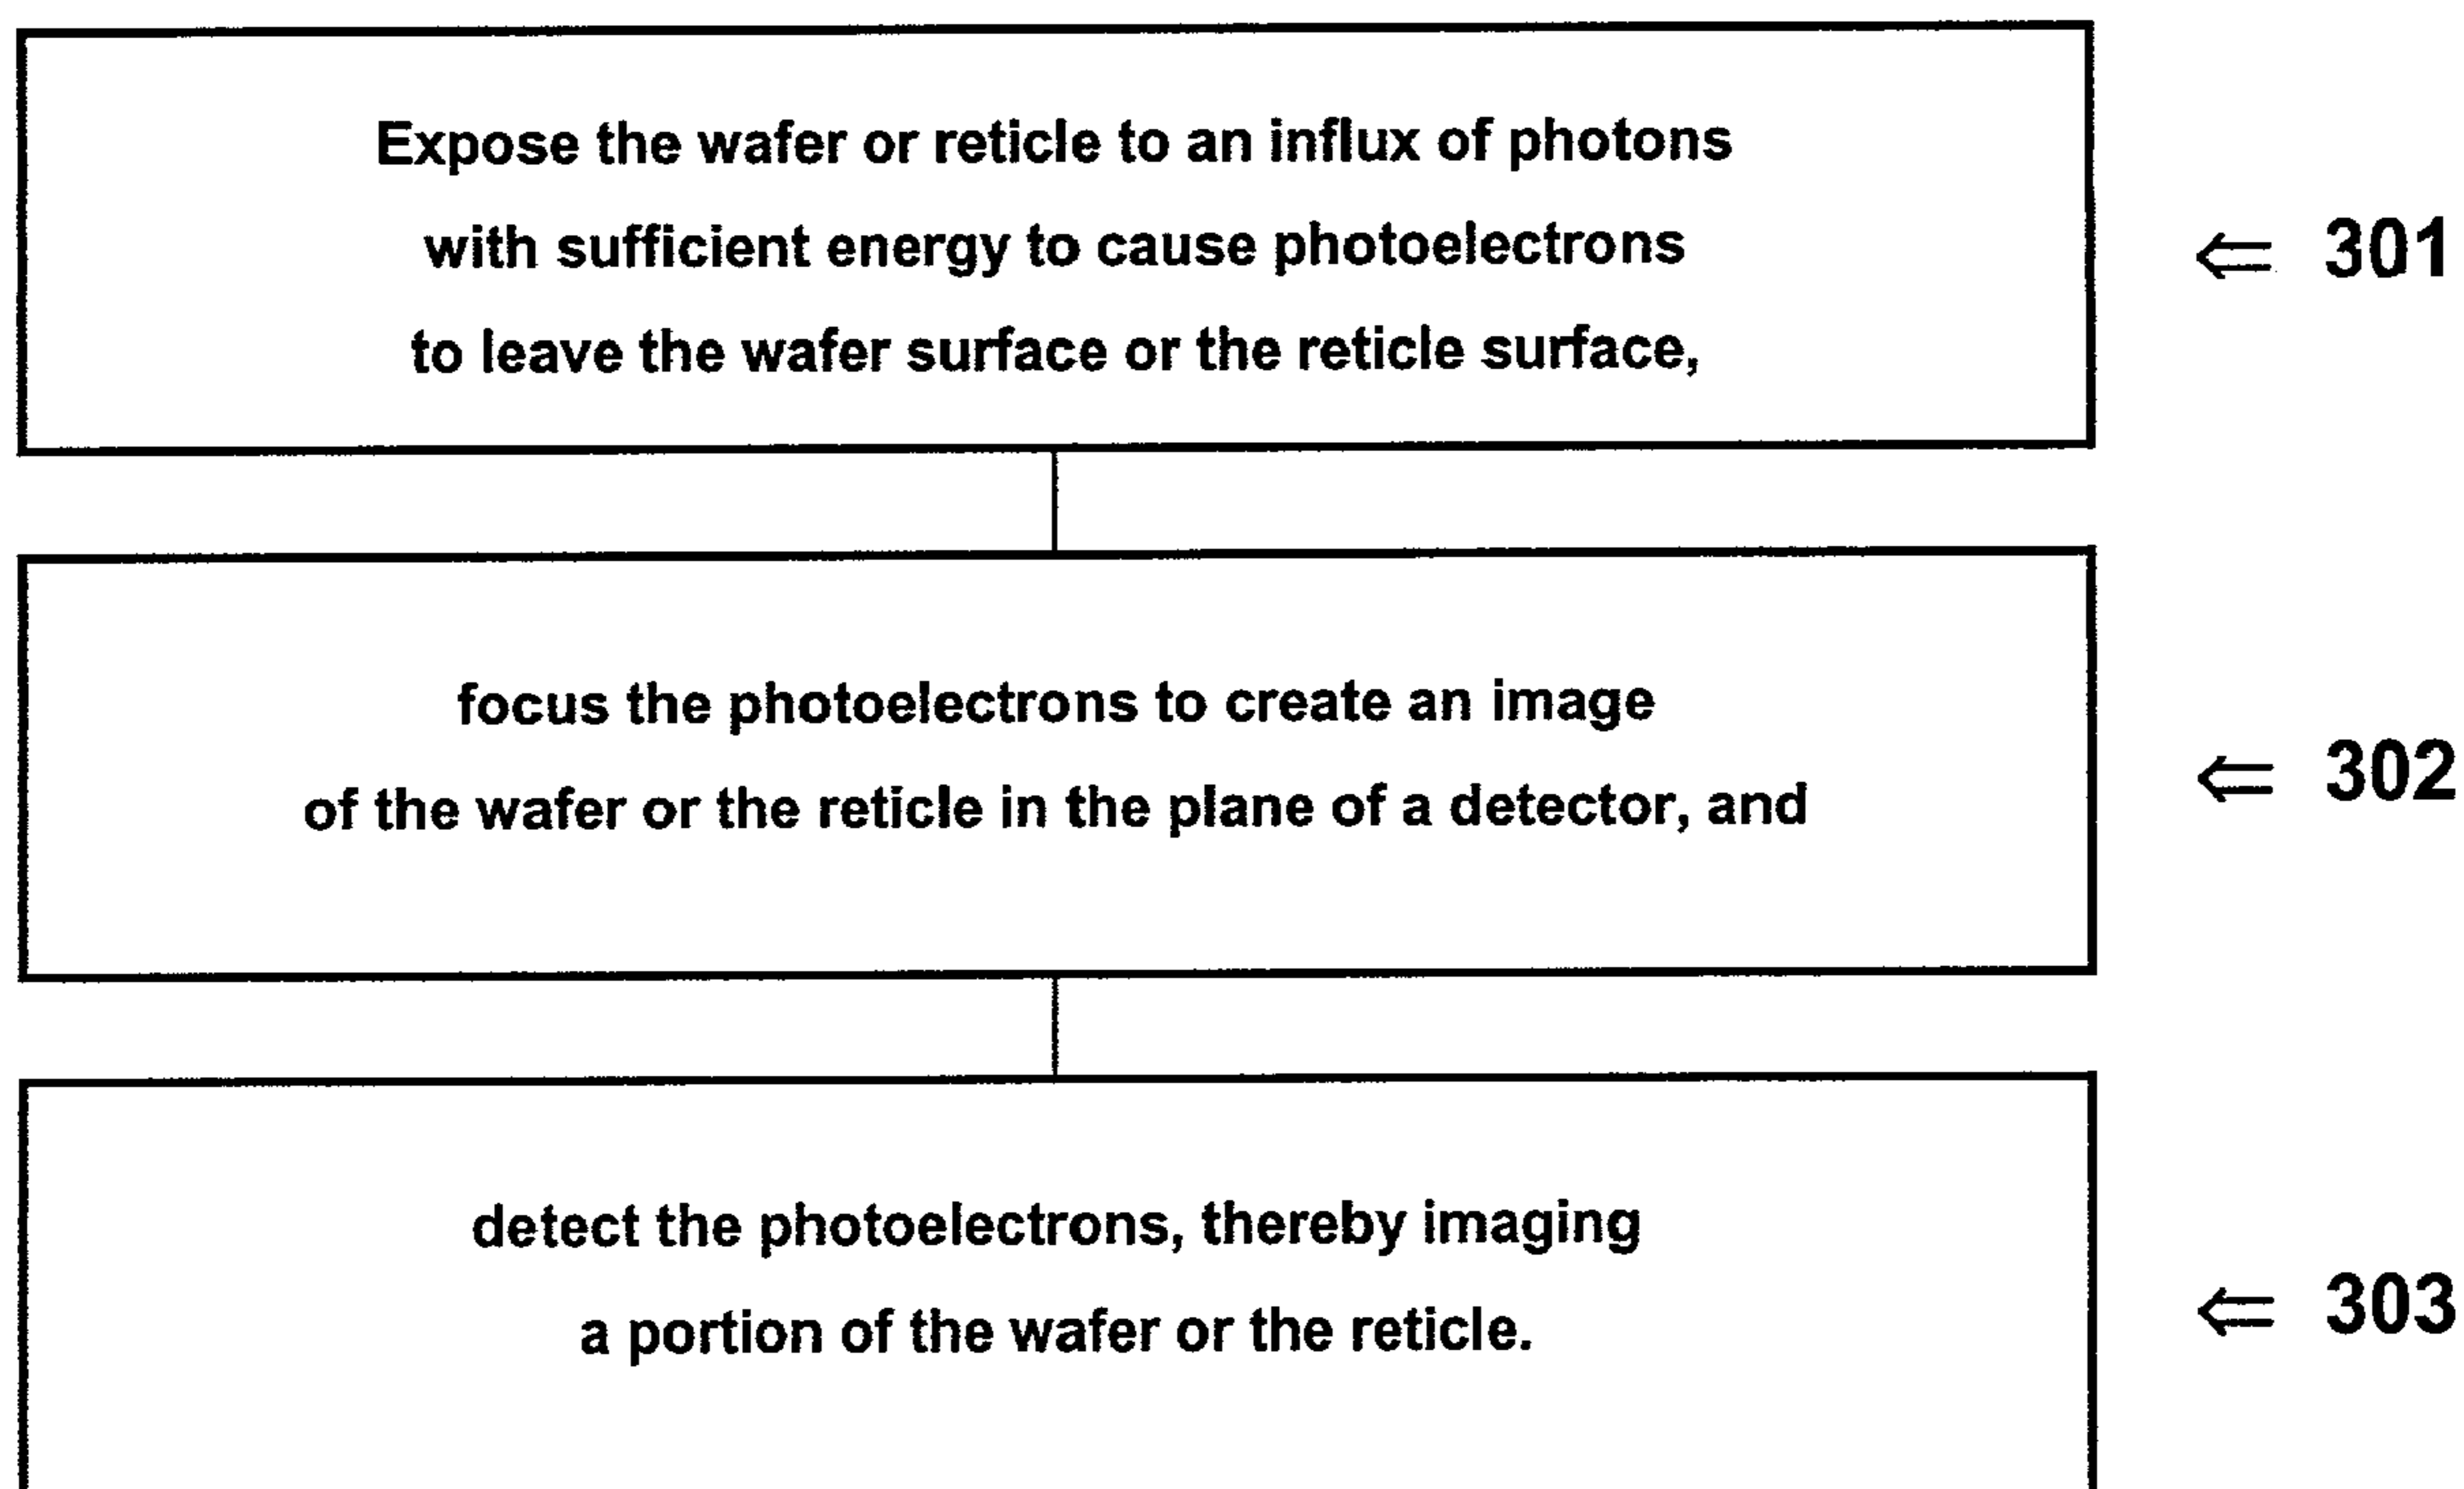 Expose the wafer or reticle to an influx of photons
with sufficient energy to cause photoelectrons
to leave the wafer surface or the reticle surface,
⇐ 301
focus the photoelectrons to create an image
of the wafer or the reticle in the plane of a detector, and
⇐ 302
detect the photoelectrons, thereby imaging
a portion of the wafer or the reticle.
⇐ 303